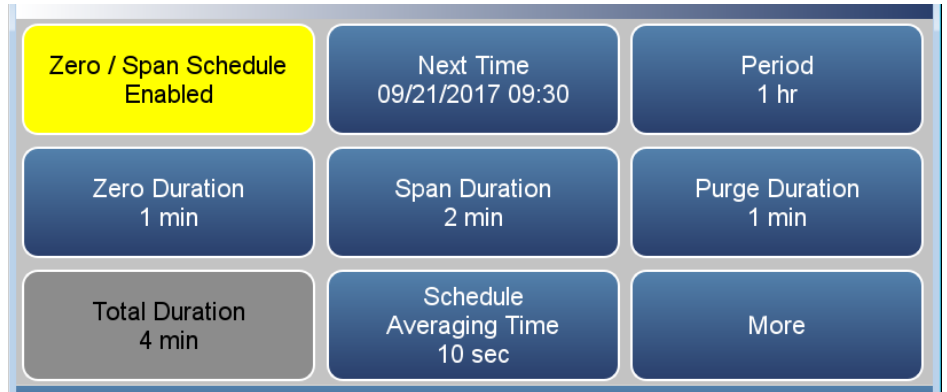 Zero / Span Schedule
Enabled
Next Time
09/21/2017 09:30
Period
1 hr
Zero Duration
1 min
Span Duration
2 min
Purge Duration
1 min
Total Duration
4 min
Schedule
Averaging Time
10 sec
More